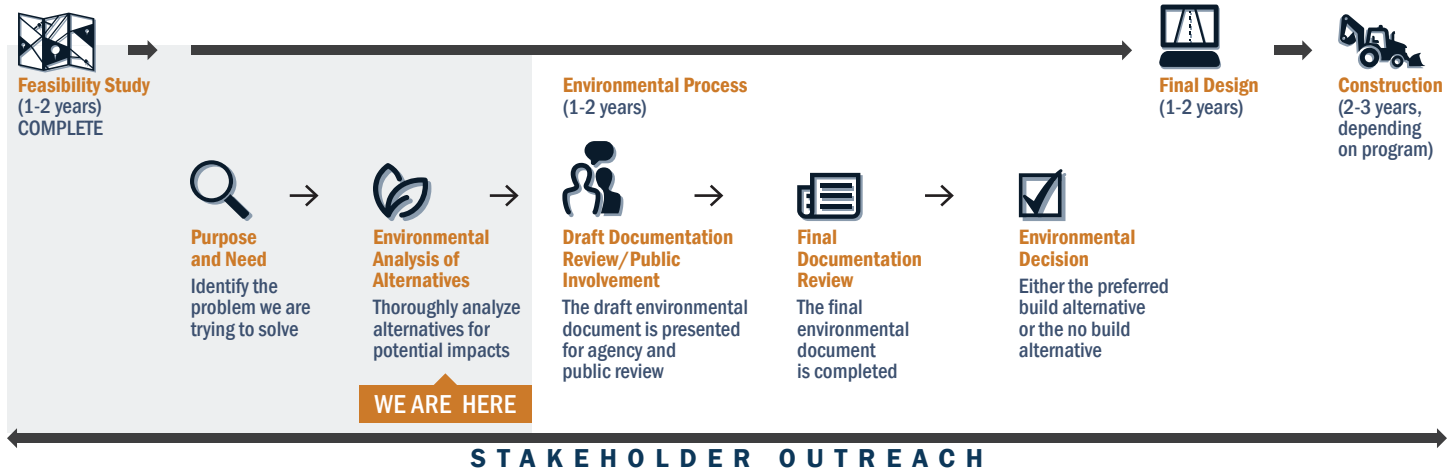 Feasibility Study
(1-2 years)
COMPLETE
Environmental Process
(1-2 years)
Final Design
(1-2 years)
Construction
(2-3 years,
depending
on program)
Purpose
and Need
Identify the
problem we are
trying to solve
Environmental
Analysis of
Alternatives
Thoroughly analyze
alternatives for
potential impacts
WE ARE HERE
Draft Documentation
Review/Public
Involvement
The draft environmental
document is presented
for agency and
public review
Final
Documentation
Review
The final
environmental
document
is completed
Environmental
Decision
Either the preferred
build alternative
or the no build
alternative
STAKEHOLDER OUTREACH